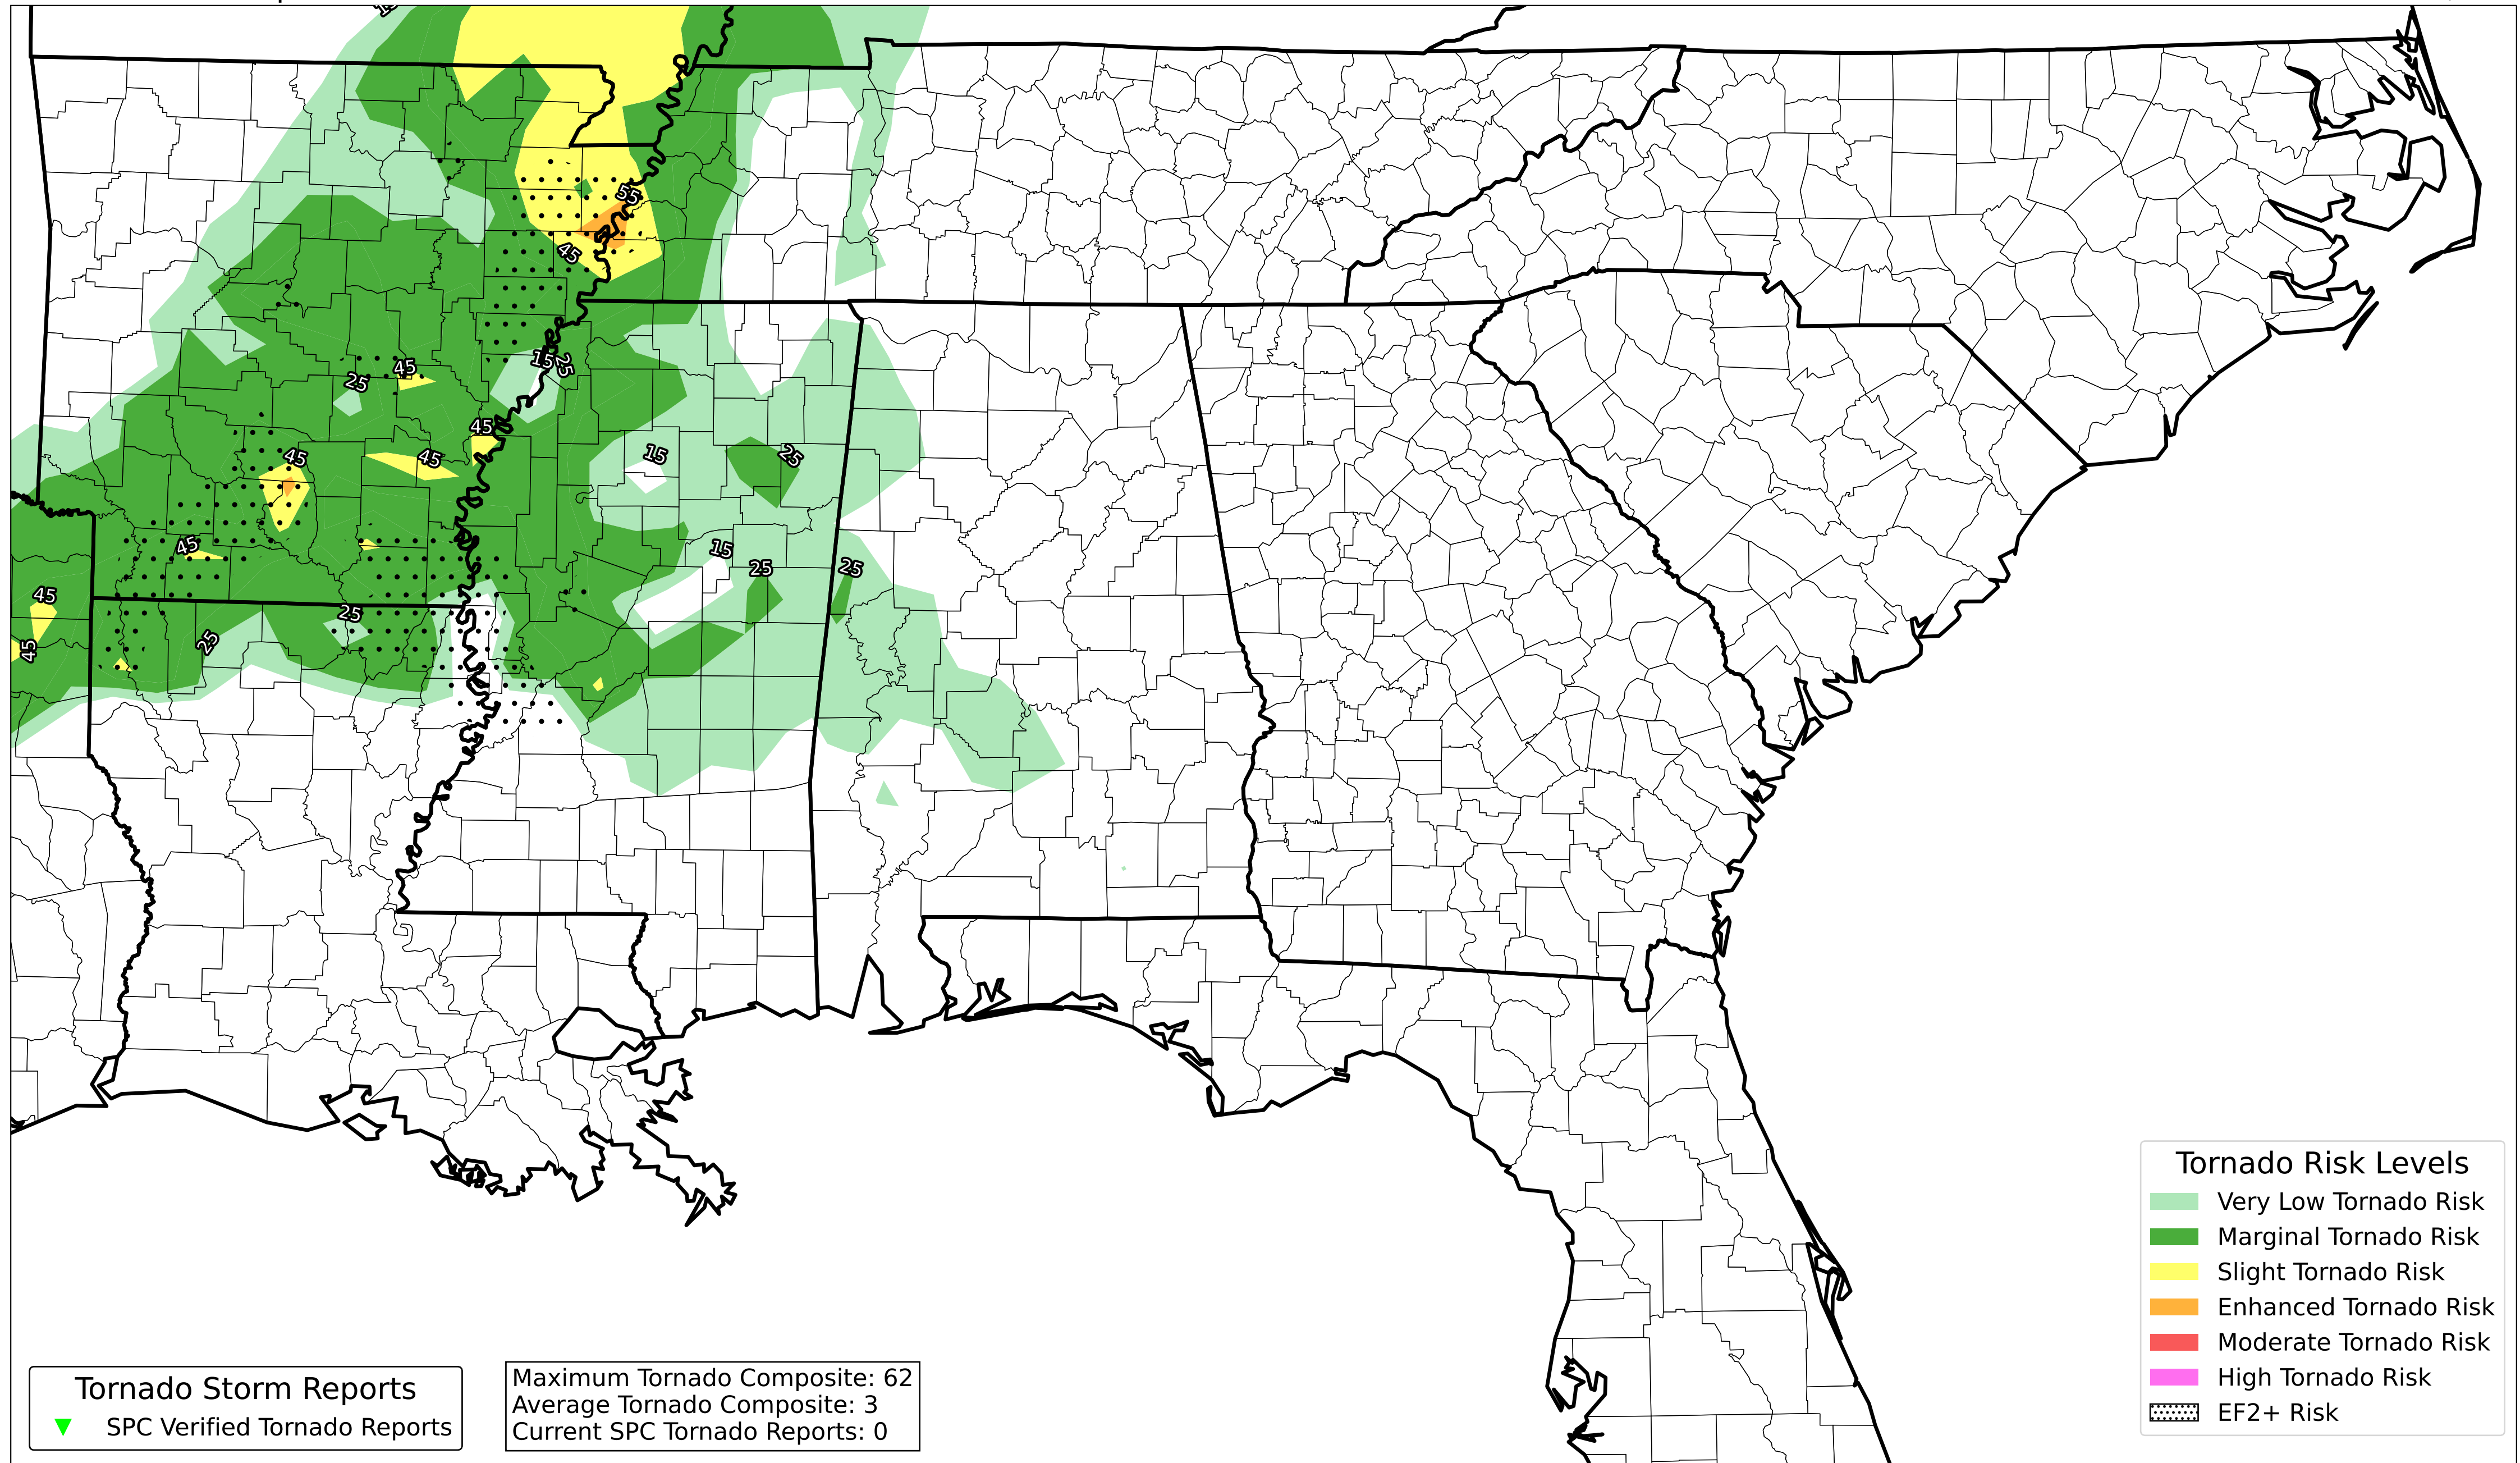 55
45
15
25
45
25
45
45
45
15
25
45
15
25
25
45
25
25
45
Tornado Risk Levels
Very Low Tornado Risk
Marginal Tornado Risk
Slight Tornado Risk
Enhanced Tornado Risk
Moderate Tornado Risk
High Tornado Risk
EF2+ Risk
Tornado Storm Reports
SPC Verified Tornado Reports
Maximum Tornado Composite: 62
Average Tornado Composite: 3
Current SPC Tornado Reports: 0